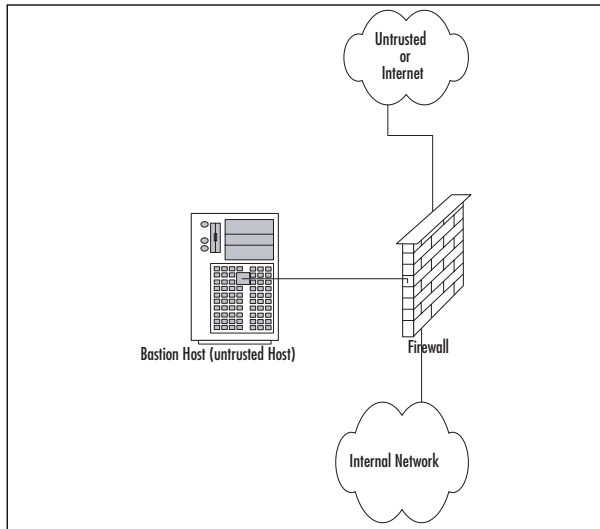 Untrusted
or
Internet
Bastion Host (untrusted Host)
Firewall
Internal Network